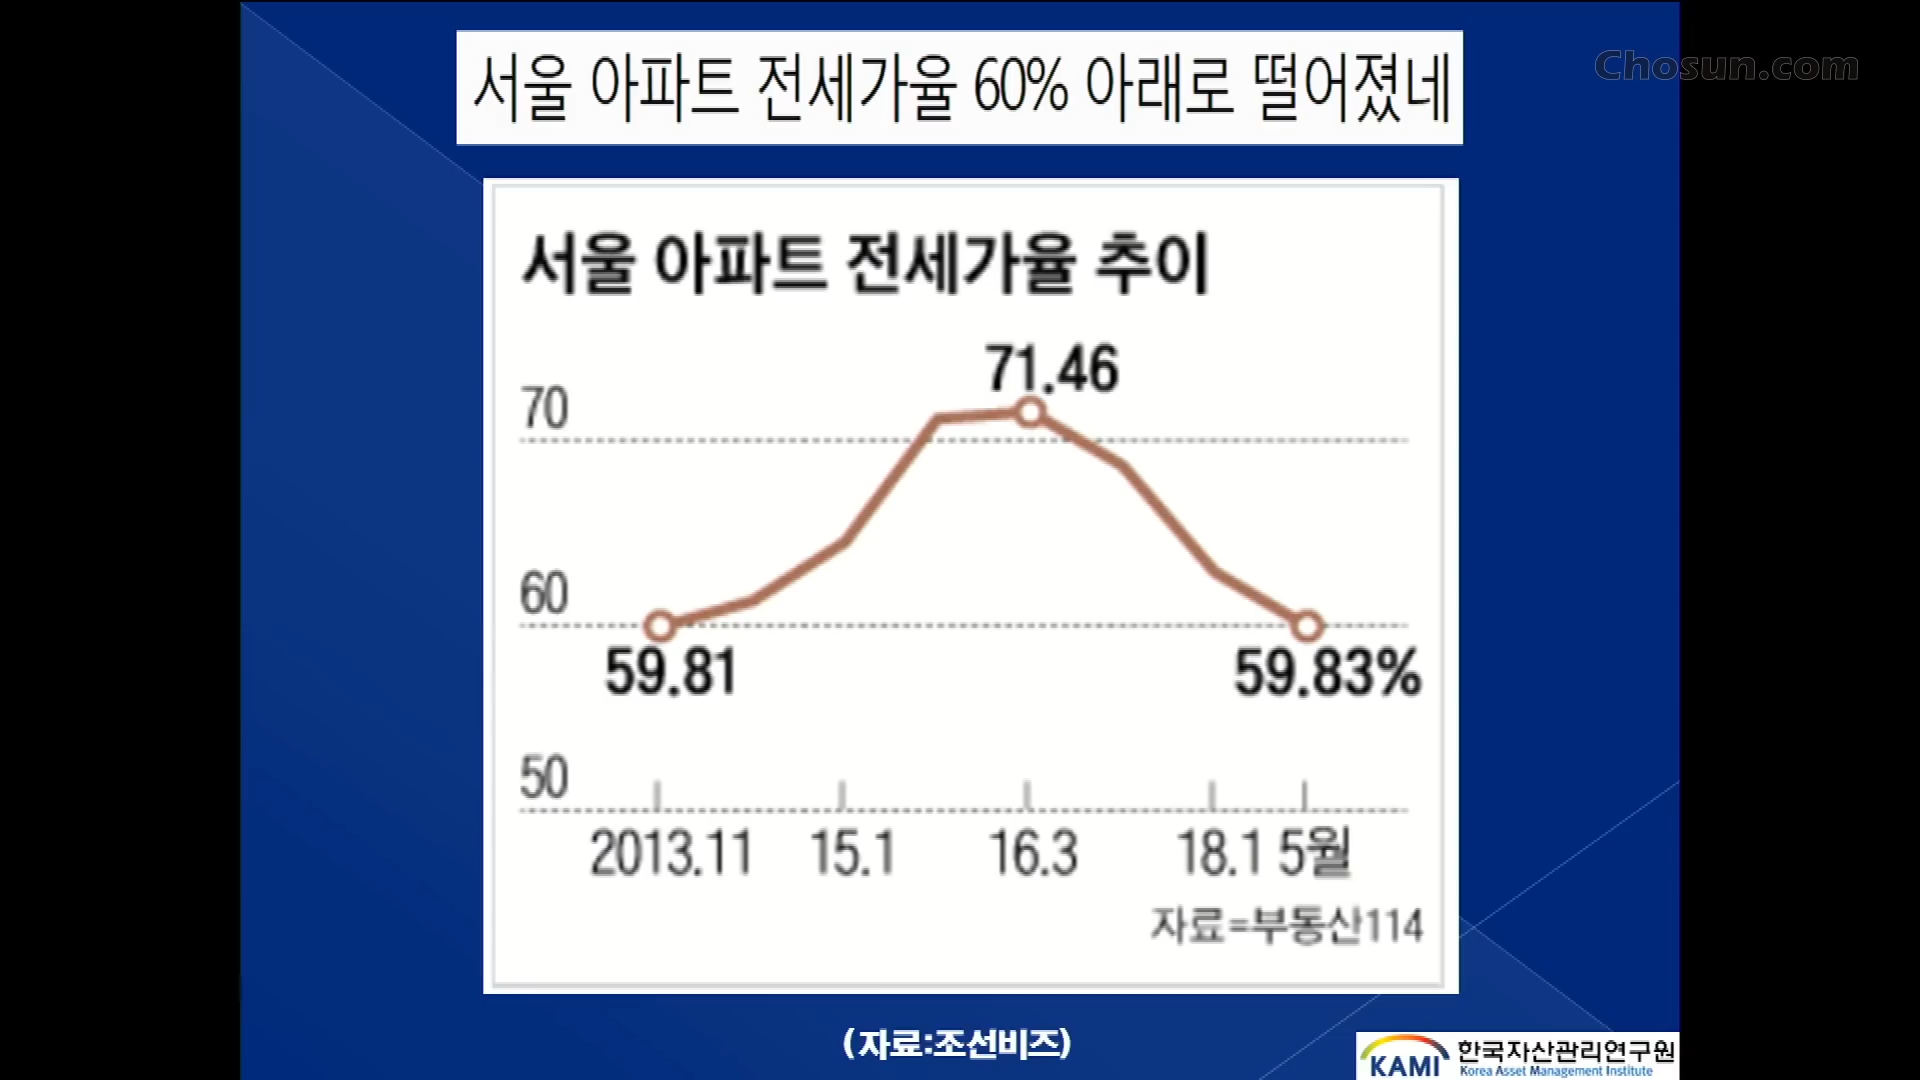 서울 아파트 전세가율 60% 아래로 떨어졌네
Chosun.com
서울 아파트 전세가율 추이
71.46
70
60
59.81
59.83%
50
2013.11 15.1 16.3 18.1 5월
자료=부동산114
(자료:조선비즈)
KAMI 한국자산관리연구원
Korea Asset Management Institute